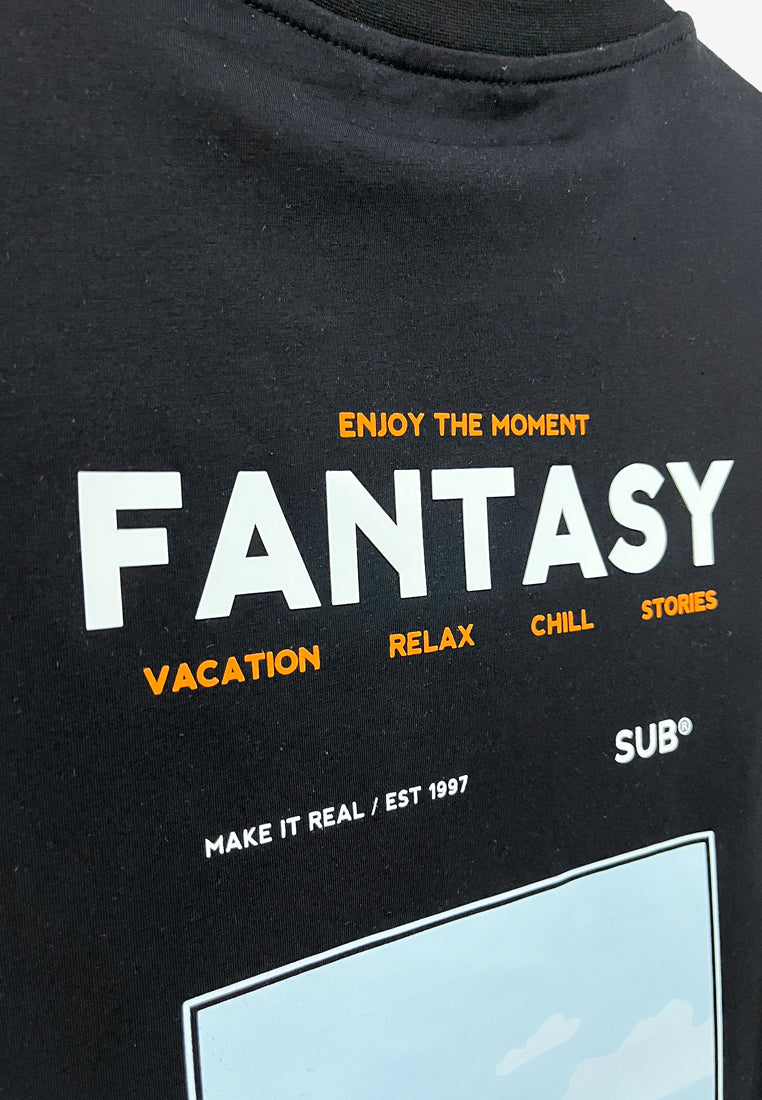 ENJOY THE MOMENT
FANTASY
VACATION RELAX CHILL STORIES
SUB®
MAKE IT REAL / EST 1997